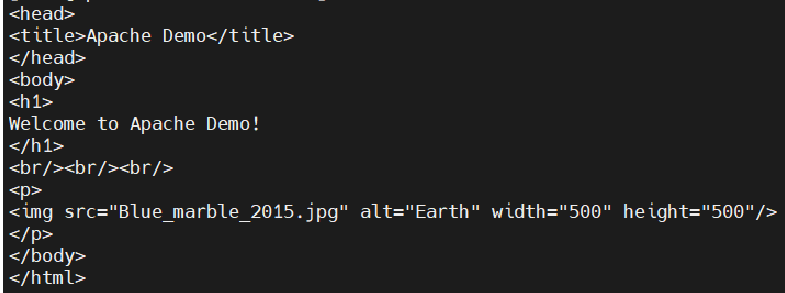 <head>
<title>Apache Demo</title>
</head>
<body>
<h1>
Welcome to Apache Demo!
</h1>
<br/><br/><br/>
<p>
<img src="Blue_marble_2015.jpg" alt="Earth" width="500" height="500"/>
</p>
</body>
</html>